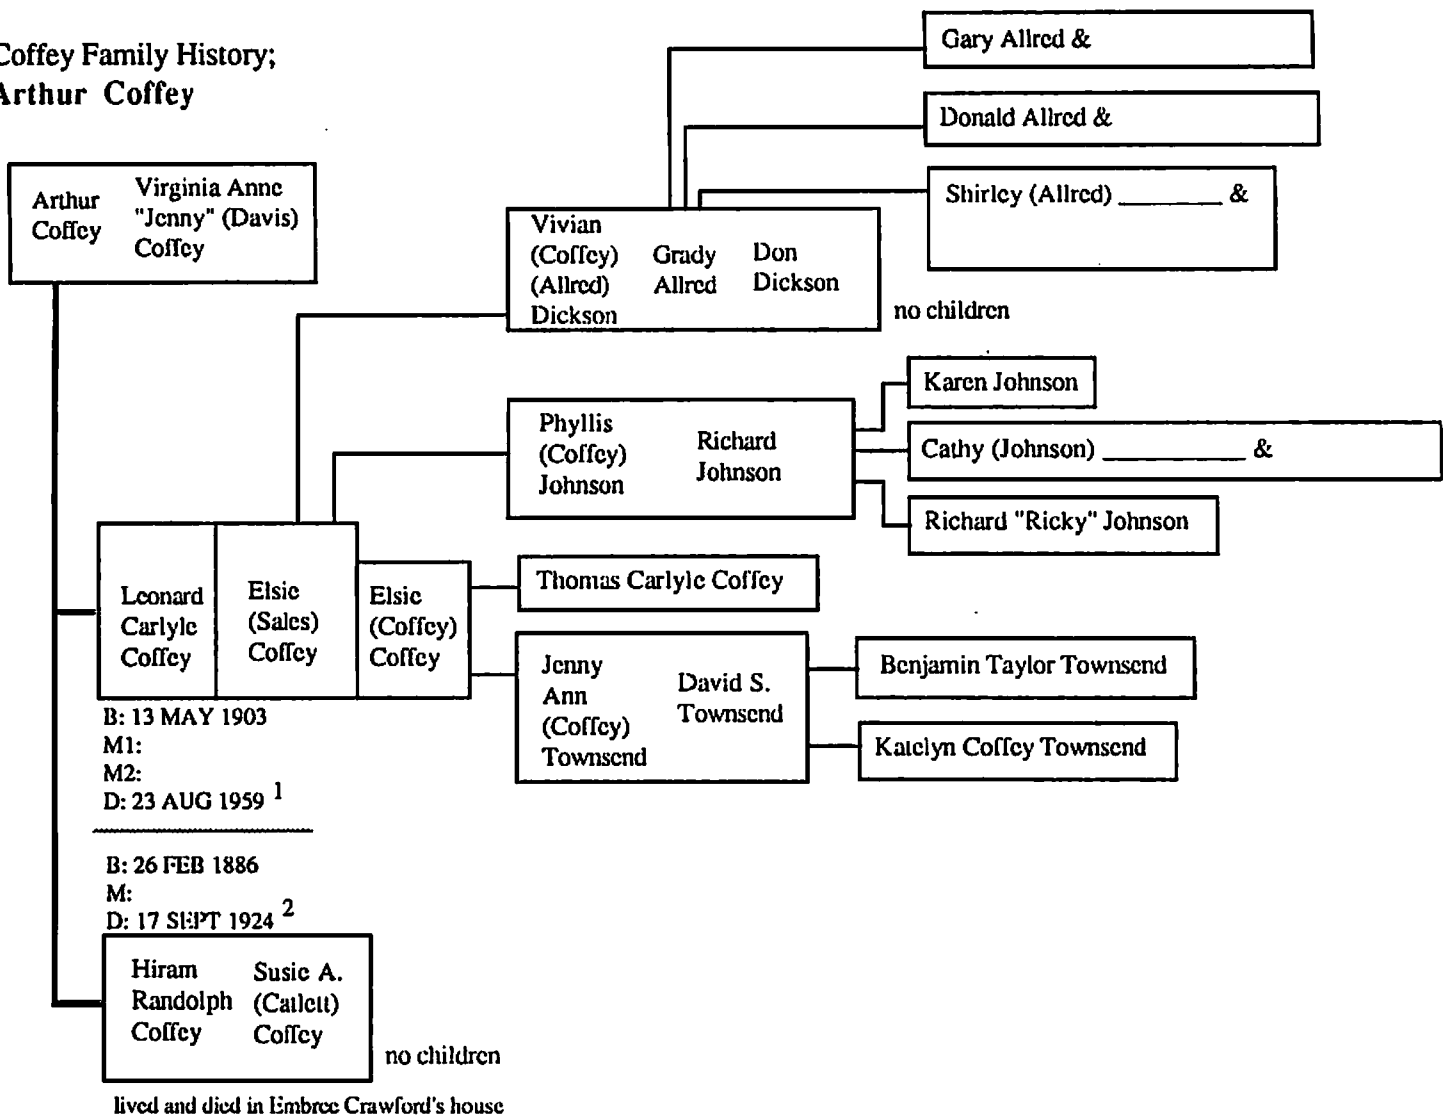 Coffey Family History;
Arthur Coffey
Arthur
Coffey
Virginia Anne
"Jenny" (Davis)
Coffey
Gary Allred &
Donald Allred &
Shirley (Allred) ________ &
Vivian
(Coffey)
(Allred)
Dickson
Grady
Allred
Don
Dickson
no children
Karen Johnson
Phyllis
(Coffey)
Johnson
Richard
Johnson
Cathy (Johnson) ___________ &
Richard "Ricky" Johnson
Leonard
Carlyle
Coffey
Elsie
(Sales)
Coffey
Elsie
(Coffey)
Coffey
Thomas Carlyle Coffey
Jenny
Ann
(Coffey)
Townsend
David S.
Townsend
Benjamin Taylor Townsend
Katelyn Coffey Townsend
B: 13 MAY 1903
M1:
M2:
D: 23 AUG 1959 1
B: 26 FEB 1886
M:
D: 17 SEPT 1924 2
Hiram
Randolph
Coffey
Susie A.
(Catlett)
Coffey
no children
lived and died in Embree Crawford's house